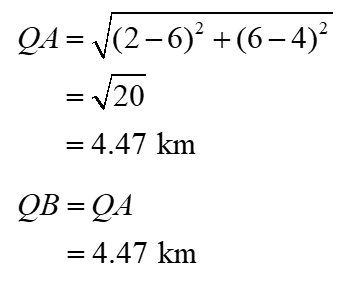 QA = √((2−6)² + (6−4)²)
= √20
= 4.47 km
QB = QA
= 4.47 km